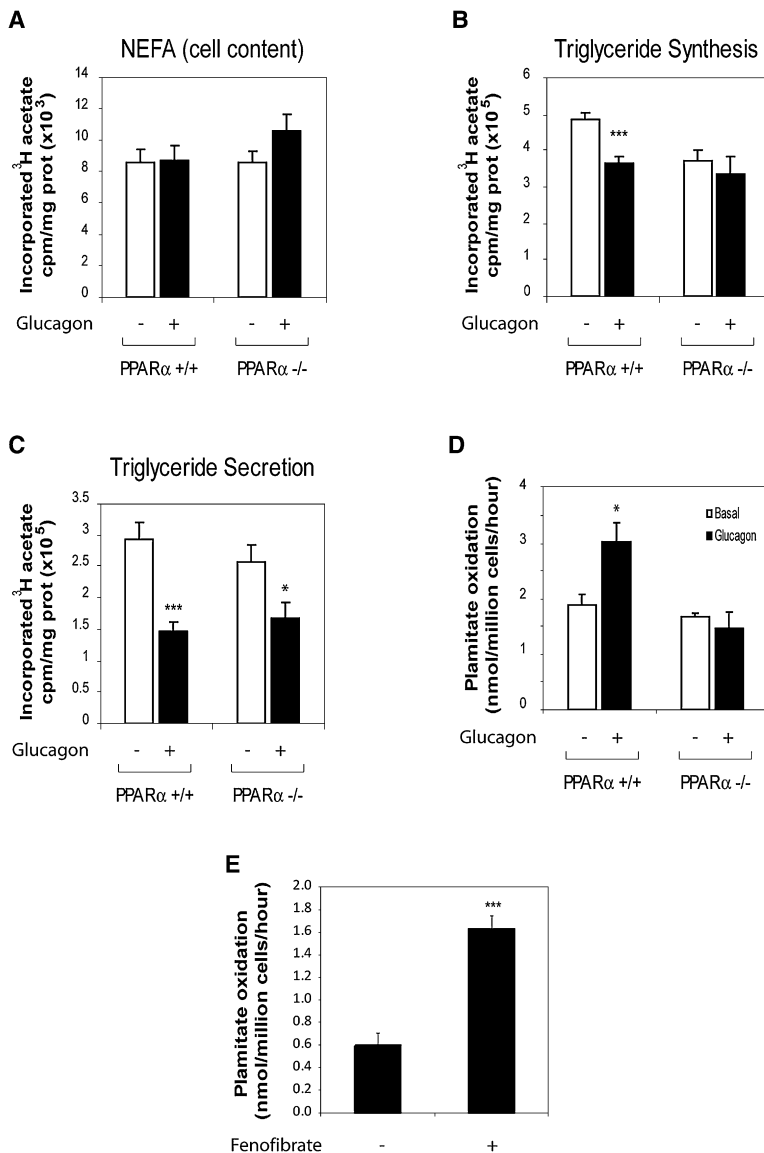 A
NEFA (cell content)
Incorporated ³H acetate
cpm/mg prot (x10³)
14
12
10
8
6
4
2
0
Glucagon - + - +
PPARα +/+ PPARα -/-
B
Triglyceride Synthesis
Incorporated ³H acetate
cpm/mg prot (x10⁵)
6
5
4
3
2
1
0
***
Glucagon - + - +
PPARα +/+ PPARα -/-
C
Triglyceride Secretion
Incorporated ³H acetate
cpm/mg prot (x10⁵)
3.5
3
2.5
2
1.5
1
0.5
0
***
*
Glucagon - + - +
PPARα +/+ PPARα -/-
D
Plamitate oxidation
(nmol/million cells/hour)
4
3
2
1
0
*
Basal
Glucagon
Glucagon - + - +
PPARα +/+ PPARα -/-
E
Plamitate oxidation
(nmol/million cells/hour)
2.0
1.8
1.6
1.4
1.2
1.0
0.8
0.6
0.4
0.2
0.0
***
Fenofibrate - +